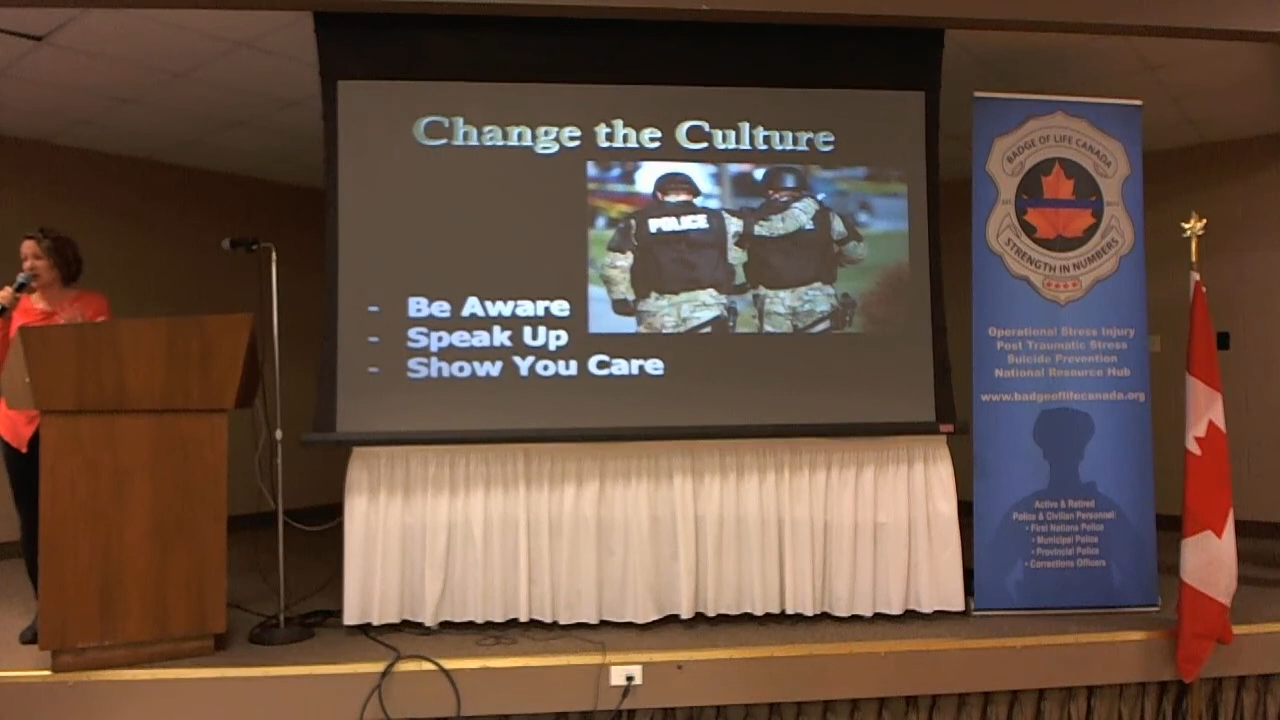 Change the Culture
POLICE
- Be Aware
- Speak Up
- Show You Care
BADGE OF LIFE CANADA
STRENGTH IN NUMBERS
Operational Stress Injury
Post Traumatic Stress
Suicide Prevention
National Resource Hub
www.badgeoflifecanada.org
Active & Retired
Police & Civilian Personnel:
• First Nations Police
• Municipal Police
• Provincial Police
• Corrections Officers